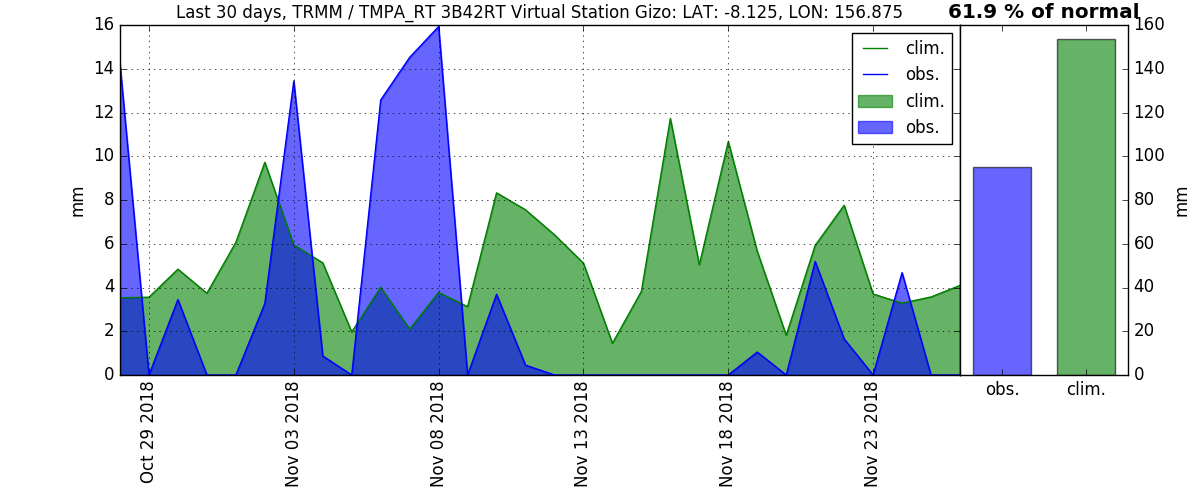 Last 30 days, TRMM / TMPA_RT 3B42RT Virtual Station Gizo: LAT: -8.125, LON: 156.875
61.9 % of normal
16
14
12
10
8
6
4
2
0
mm
clim.
obs.
clim.
obs.
Oct 29 2018
Nov 03 2018
Nov 08 2018
Nov 13 2018
Nov 18 2018
Nov 23 2018
160
140
120
100
80
60
40
20
0
mm
obs.
clim.